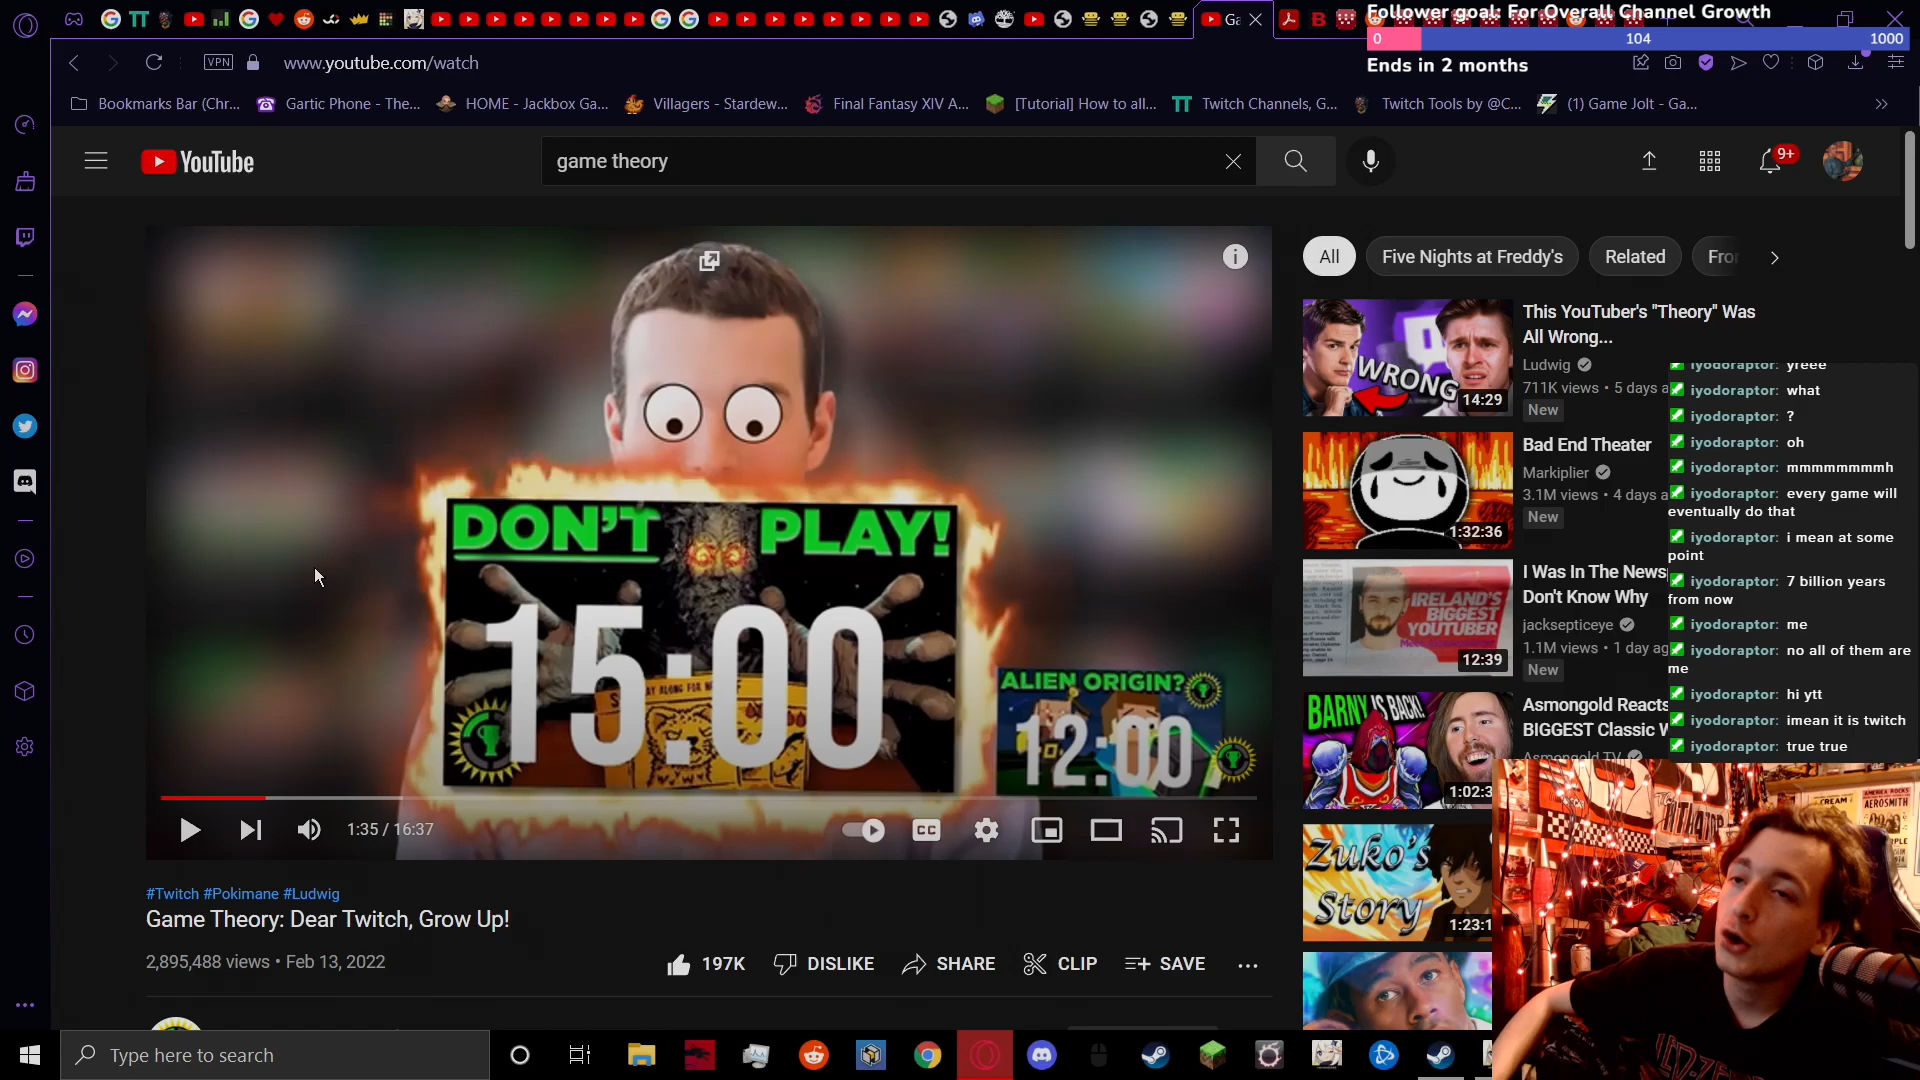 Follower goal: For Overall Channel Growth
0 104 1000
Ends in 2 months
VPN www.youtube.com/watch
Bookmarks Bar (Chr... Gartic Phone - The... HOME - Jackbox Ga... Villagers - Stardew... Final Fantasy XIV A... [Tutorial] How to all... Twitch Channels, G... Twitch Tools by @C... (1) Game Jolt - Ga...
YouTube
game theory
9+
All Five Nights at Freddy's Related Fro
DON'T PLAY!
15:00
ALIEN ORIGIN?
12:00
1:35 / 16:37
CC
#Twitch #Pokimane #Ludwig
Game Theory: Dear Twitch, Grow Up!
2,895,488 views • Feb 13, 2022
197K DISLIKE SHARE CLIP SAVE
WRONG
14:29
This YouTuber's "Theory" Was
All Wrong...
Ludwig
711K views • 5 days a
New
1:32:36
Bad End Theater
Markiplier
3.1M views • 4 days a
New
IRELAND'S
BIGGEST
YOUTUBER
12:39
I Was In The News
Don't Know Why
jacksepticeye
1.1M views • 1 day ag
New
BARNY IS BACK!
1:02:3
Asmongold Reacts
BIGGEST Classic W
Asmongold TV
Zuko's
Story
1:23:1
iyodoraptor: yreee
iyodoraptor: what
iyodoraptor: ?
iyodoraptor: oh
iyodoraptor: mmmmmmmmh
iyodoraptor: every game will
eventually do that
iyodoraptor: i mean at some
point
iyodoraptor: 7 billion years
from now
iyodoraptor: me
iyodoraptor: no all of them are
me
iyodoraptor: hi ytt
iyodoraptor: imean it is twitch
iyodoraptor: true true
CREAM
AMERICA ROCKS
AEROSMITH
Type here to search